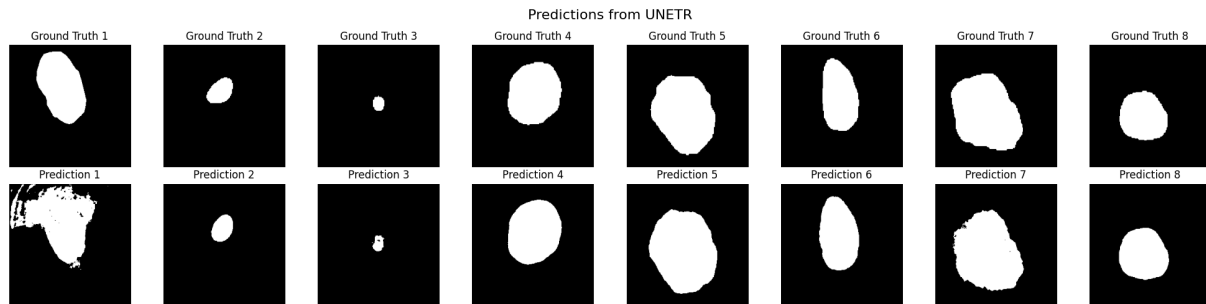 Predictions from UNETR
Ground Truth 1 Ground Truth 2 Ground Truth 3 Ground Truth 4 Ground Truth 5 Ground Truth 6 Ground Truth 7 Ground Truth 8
Prediction 1 Prediction 2 Prediction 3 Prediction 4 Prediction 5 Prediction 6 Prediction 7 Prediction 8